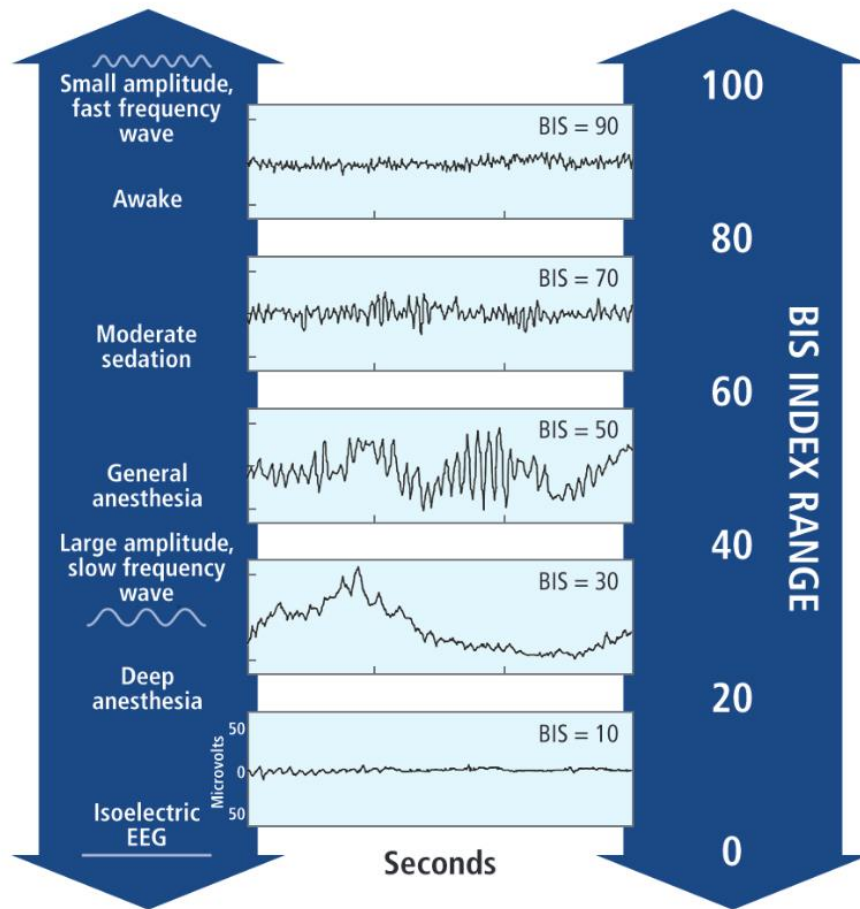 Small amplitude,
fast frequency
wave
Awake
Moderate
sedation
General
anesthesia
Large amplitude,
slow frequency
wave
Deep
anesthesia
Isoelectric
EEG
BIS = 90
BIS = 70
BIS = 50
BIS = 30
BIS = 10
50
0
50
Microvolts
Seconds
100
80
60
40
20
0
BIS INDEX RANGE